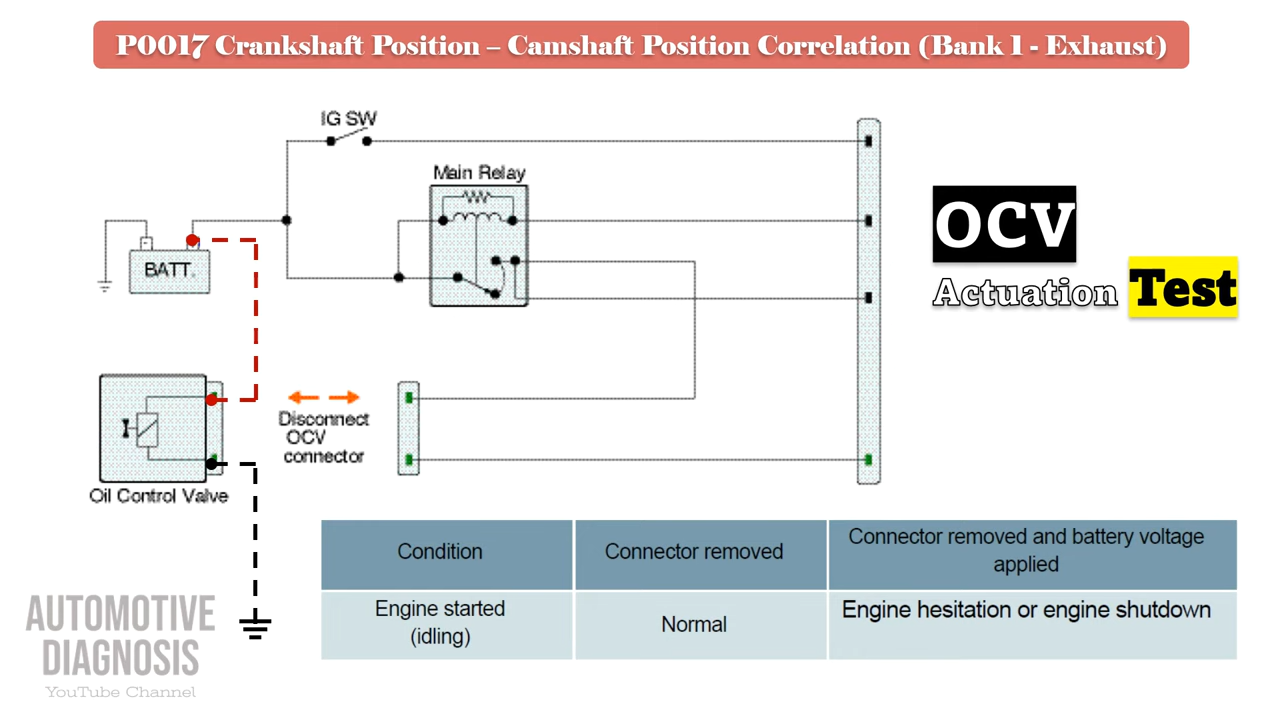 P0017 Crankshaft Position – Camshaft Position Correlation (Bank 1 - Exhaust)
IG SW
Main Relay
BATT.
-
OCV
Actuation Test
Disconnect
OCV
connector
Oil Control Valve
Condition
Connector removed
Connector removed and battery voltage
applied
Engine started
(idling)
Normal
Engine hesitation or engine shutdown
AUTOMOTIVE
DIAGNOSIS
YouTube Channel